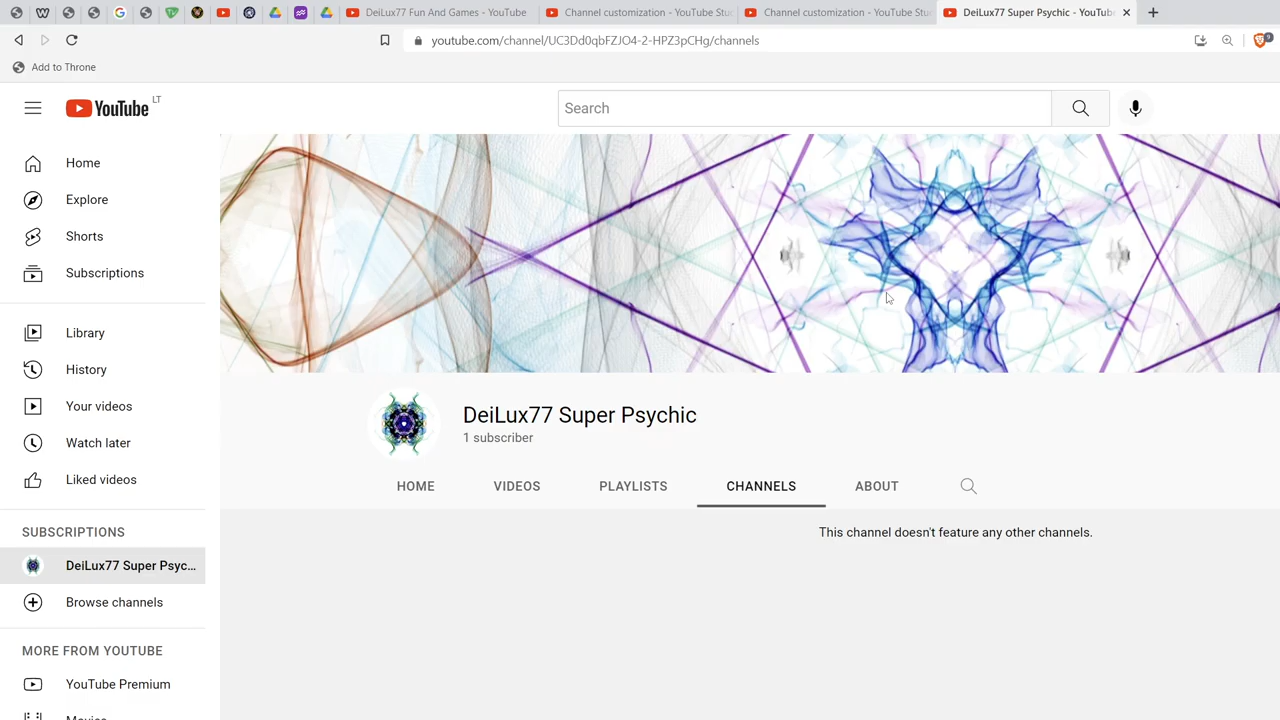 DeiLux77 Fun And Games - YouTube
Channel customization - YouTube Stu
Channel customization - YouTube Stu
DeiLux77 Super Psychic - YouTub
youtube.com/channel/UC3Dd0qbFZJO4-2-HPZ3pCHg/channels
9
Add to Throne
YouTube LT
Search
Home
Explore
Shorts
Subscriptions
Library
History
Your videos
Watch later
Liked videos
SUBSCRIPTIONS
DeiLux77 Super Psyc...
Browse channels
MORE FROM YOUTUBE
YouTube Premium
Movies
DeiLux77 Super Psychic
1 subscriber
HOME VIDEOS PLAYLISTS CHANNELS ABOUT
This channel doesn't feature any other channels.